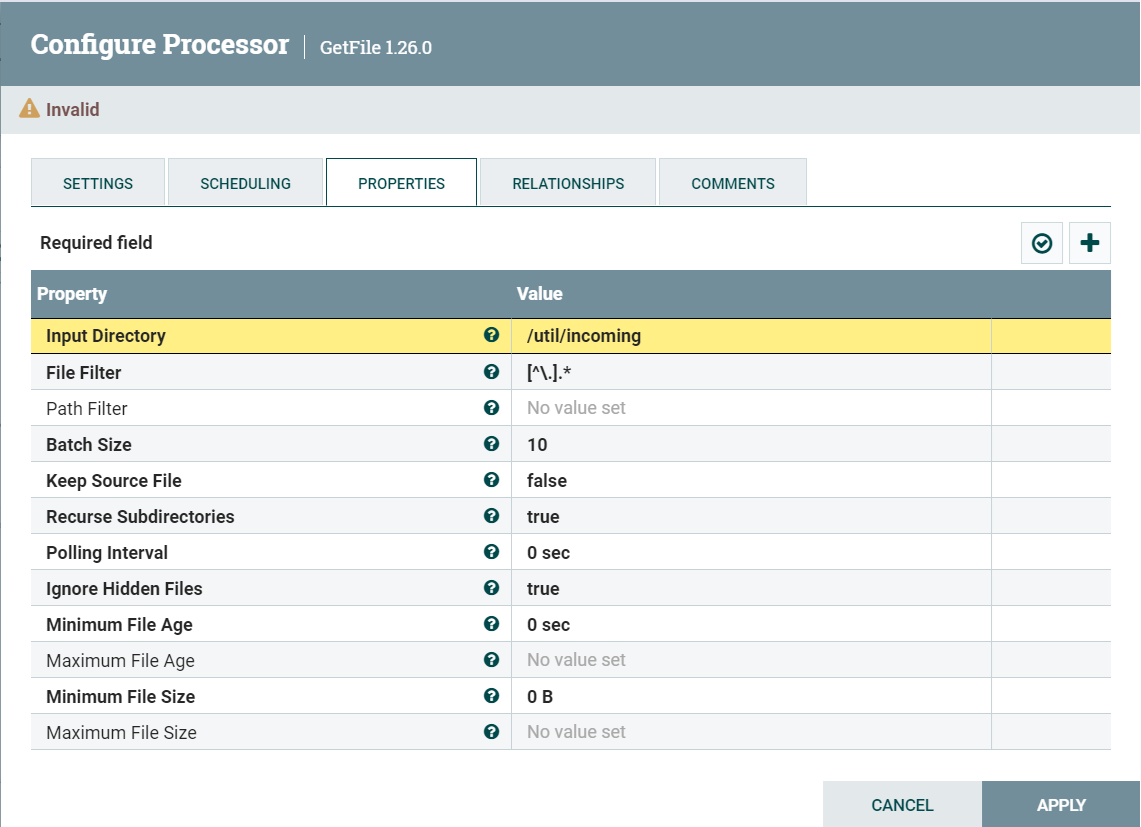 Configure Processor | GetFile 1.26.0
Invalid
SETTINGS SCHEDULING PROPERTIES RELATIONSHIPS COMMENTS
Required field
Property Value
Input Directory /util/incoming
File Filter [^\.].*
Path Filter No value set
Batch Size 10
Keep Source File false
Recurse Subdirectories true
Polling Interval 0 sec
Ignore Hidden Files true
Minimum File Age 0 sec
Maximum File Age No value set
Minimum File Size 0 B
Maximum File Size No value set
CANCEL APPLY